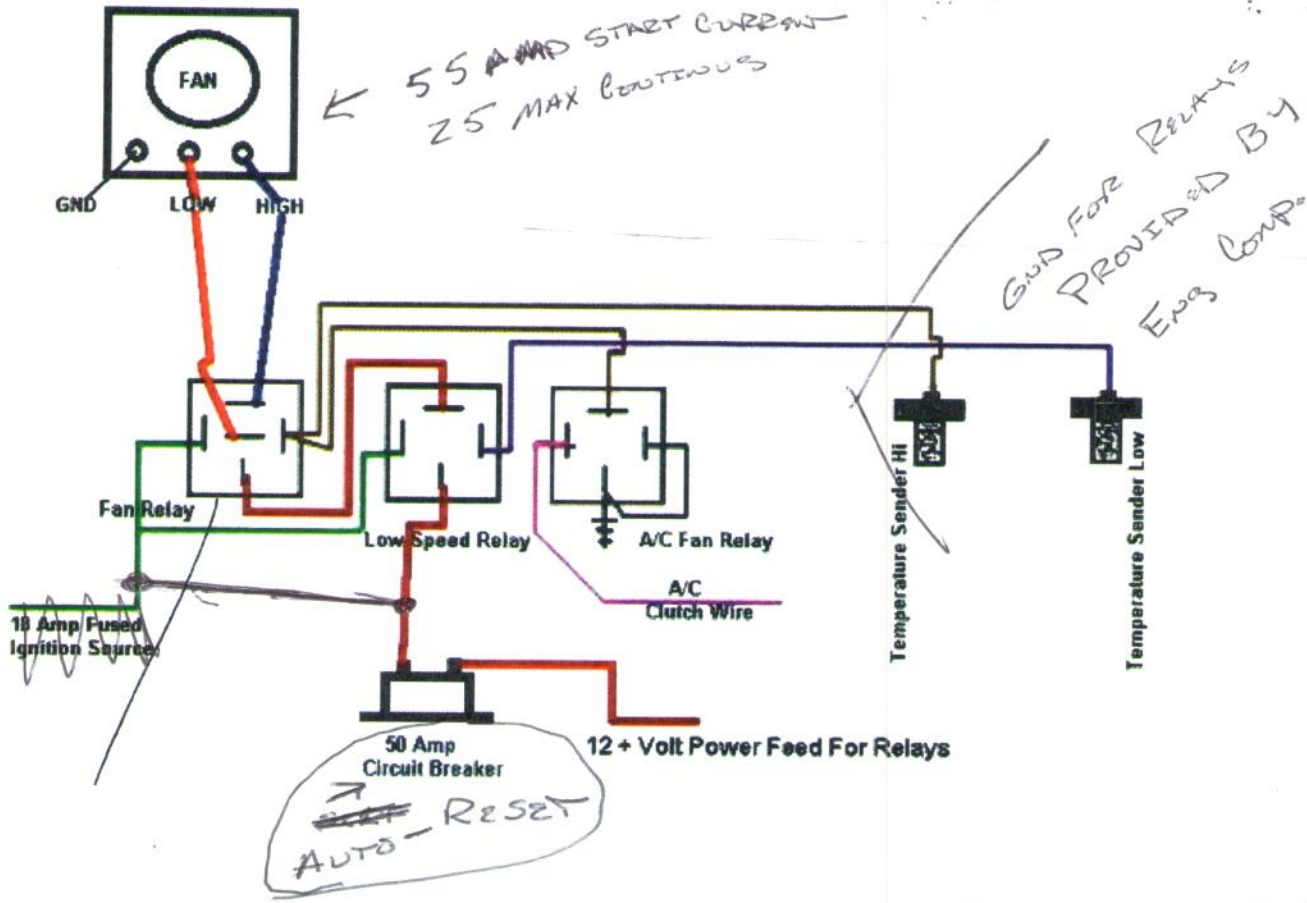 FAN
GND
LOW
HIGH
55 AMP START CURRENT
25 MAX CONTINUS
GND FOR RELAYS
PROVIDED BY
ENG COMP.
Fan Relay
Low Speed Relay
A/C Fan Relay
A/C
Clutch Wire
Temperature Sender Hi
Temperature Sender Low
18 Amp Fused
Ignition Source
50 Amp
Circuit Breaker
12 + Volt Power Feed For Relays
RESET
AUTO-